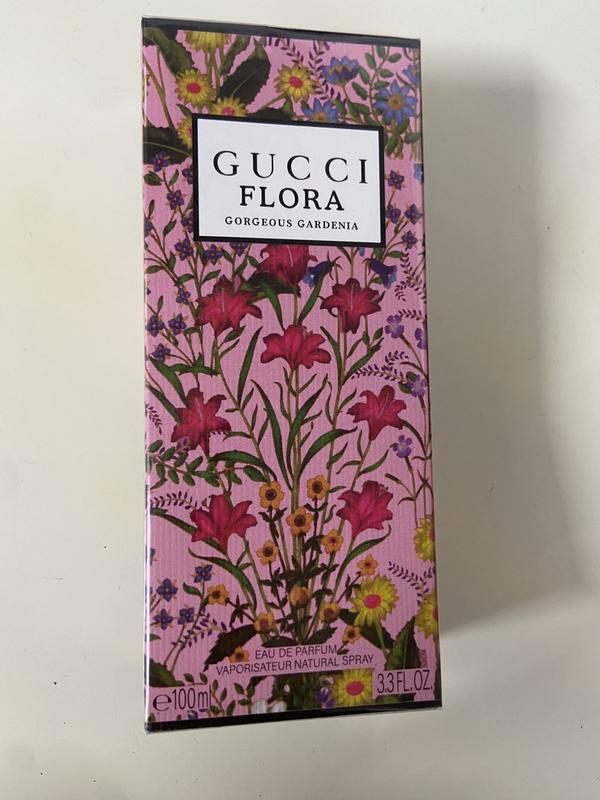 GUCCI
FLORA
GORGEOUS GARDENIA
EAU DE PARFUM
VAPORISATEUR NATURAL SPRAY
℮100ml
3.3 FL.OZ.